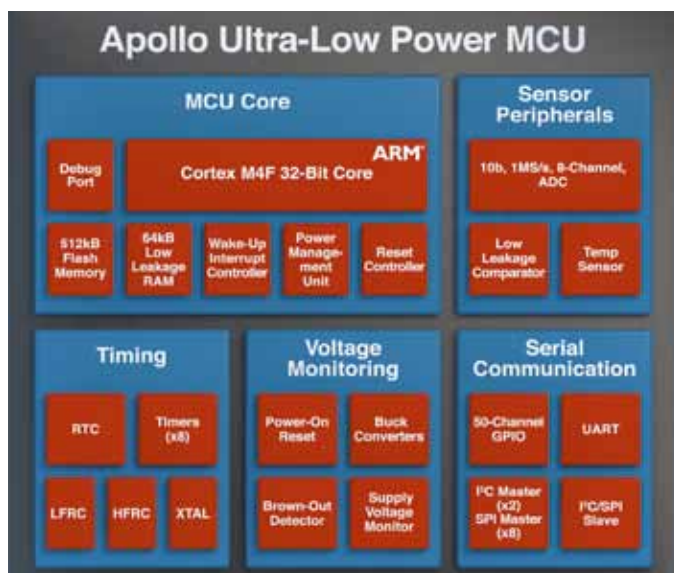 Apollo Ultra-Low Power MCU
MCU Core
Debug
Port
ARM®
Cortex M4F 32-Bit Core
512kB
Flash
Memory
64kB
Low
Leakage
RAM
Wake-Up
Interrupt
Controller
Power
Manage-
ment
Unit
Reset
Controller
Sensor
Peripherals
10b, 1MS/s, 8-Channel,
ADC
Low
Leakage
Comparator
Temp
Sensor
Timing
RTC
Timers
(x8)
LFRC
HFRC
XTAL
Voltage
Monitoring
Power-On
Reset
Buck
Converters
Brown-Out
Detector
Supply
Voltage
Monitor
Serial
Communication
50-Channel
GPIO
UART
I²C Master
(x2)
SPI Master
(x8)
I²C/SPI
Slave